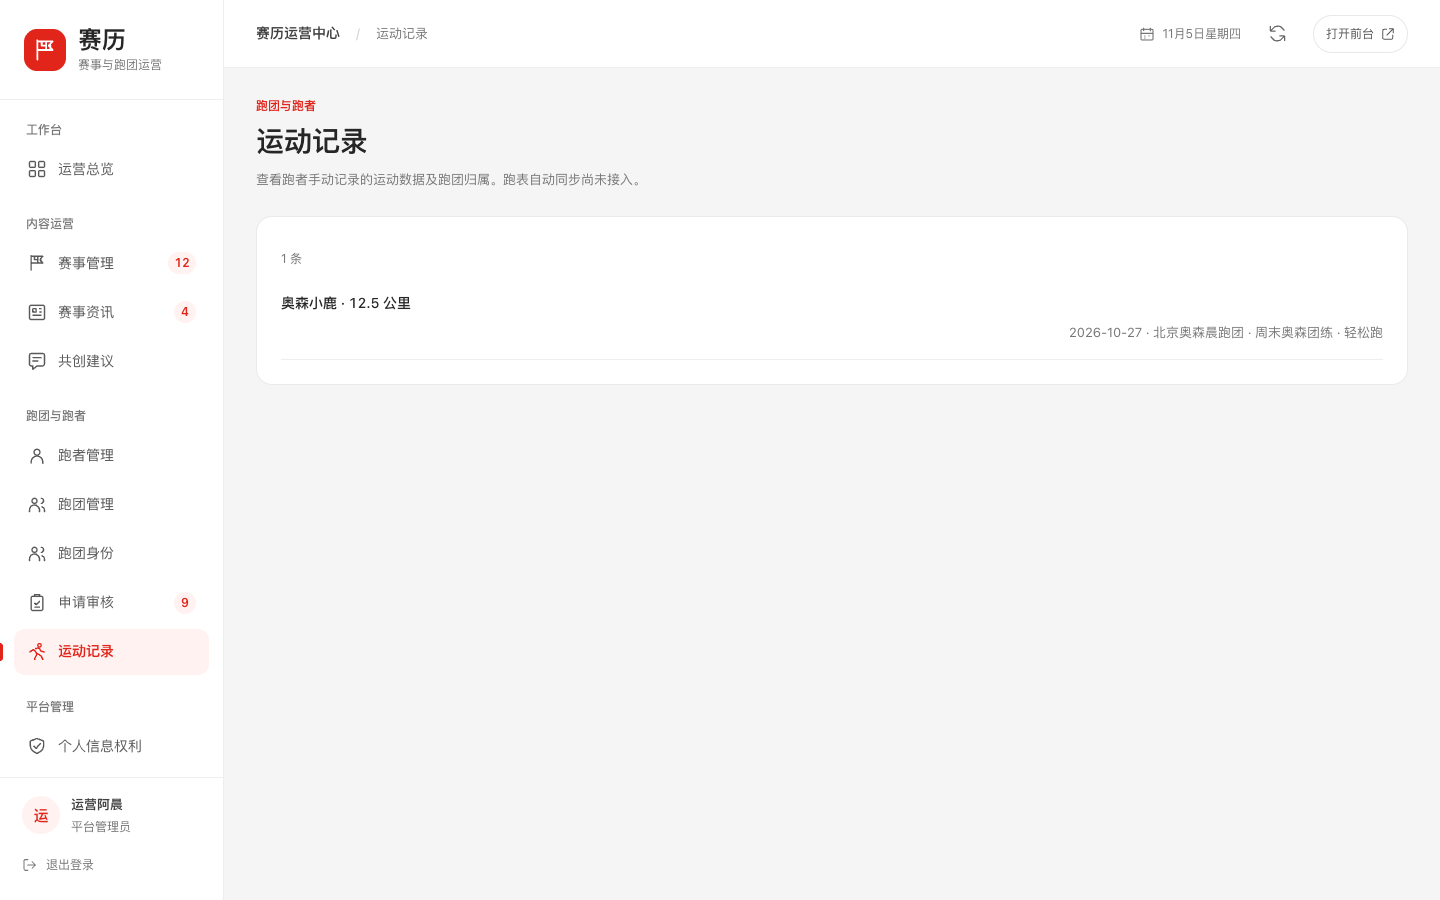 赛历
赛事与跑团运营
工作台
运营总览
内容运营
赛事管理 12
赛事资讯 4
共创建议
跑团与跑者
跑者管理
跑团管理
跑团身份
申请审核 9
运动记录
平台管理
个人信息权利
运
运营阿晨
平台管理员
退出登录
赛历运营中心 / 运动记录
11月5日星期四
打开前台
跑团与跑者
运动记录
查看跑者手动记录的运动数据及跑团归属。跑表自动同步尚未接入。
1 条
奥森小鹿 · 12.5 公里
2026-10-27 · 北京奥森晨跑团 · 周末奥森团练 · 轻松跑